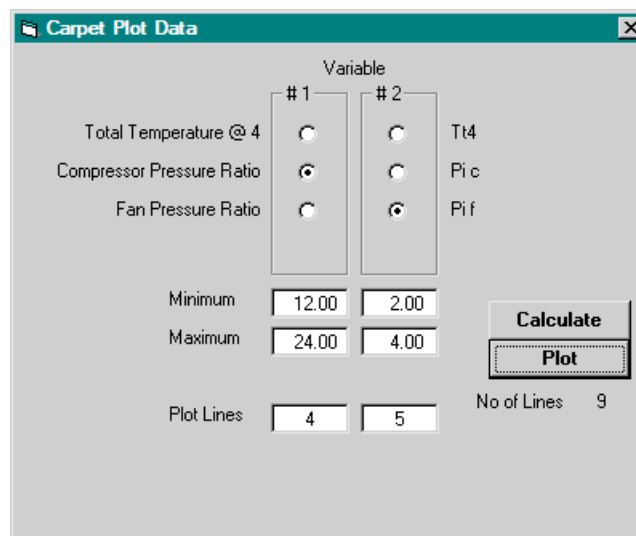 Carpet Plot Data
Variable
# 1 # 2
Total Temperature @ 4 Tt4
Compressor Pressure Ratio Pi c
Fan Pressure Ratio Pi f
Minimum 12.00 2.00
Calculate
Maximum 24.00 4.00
Plot
Plot Lines 4 5 No of Lines 9